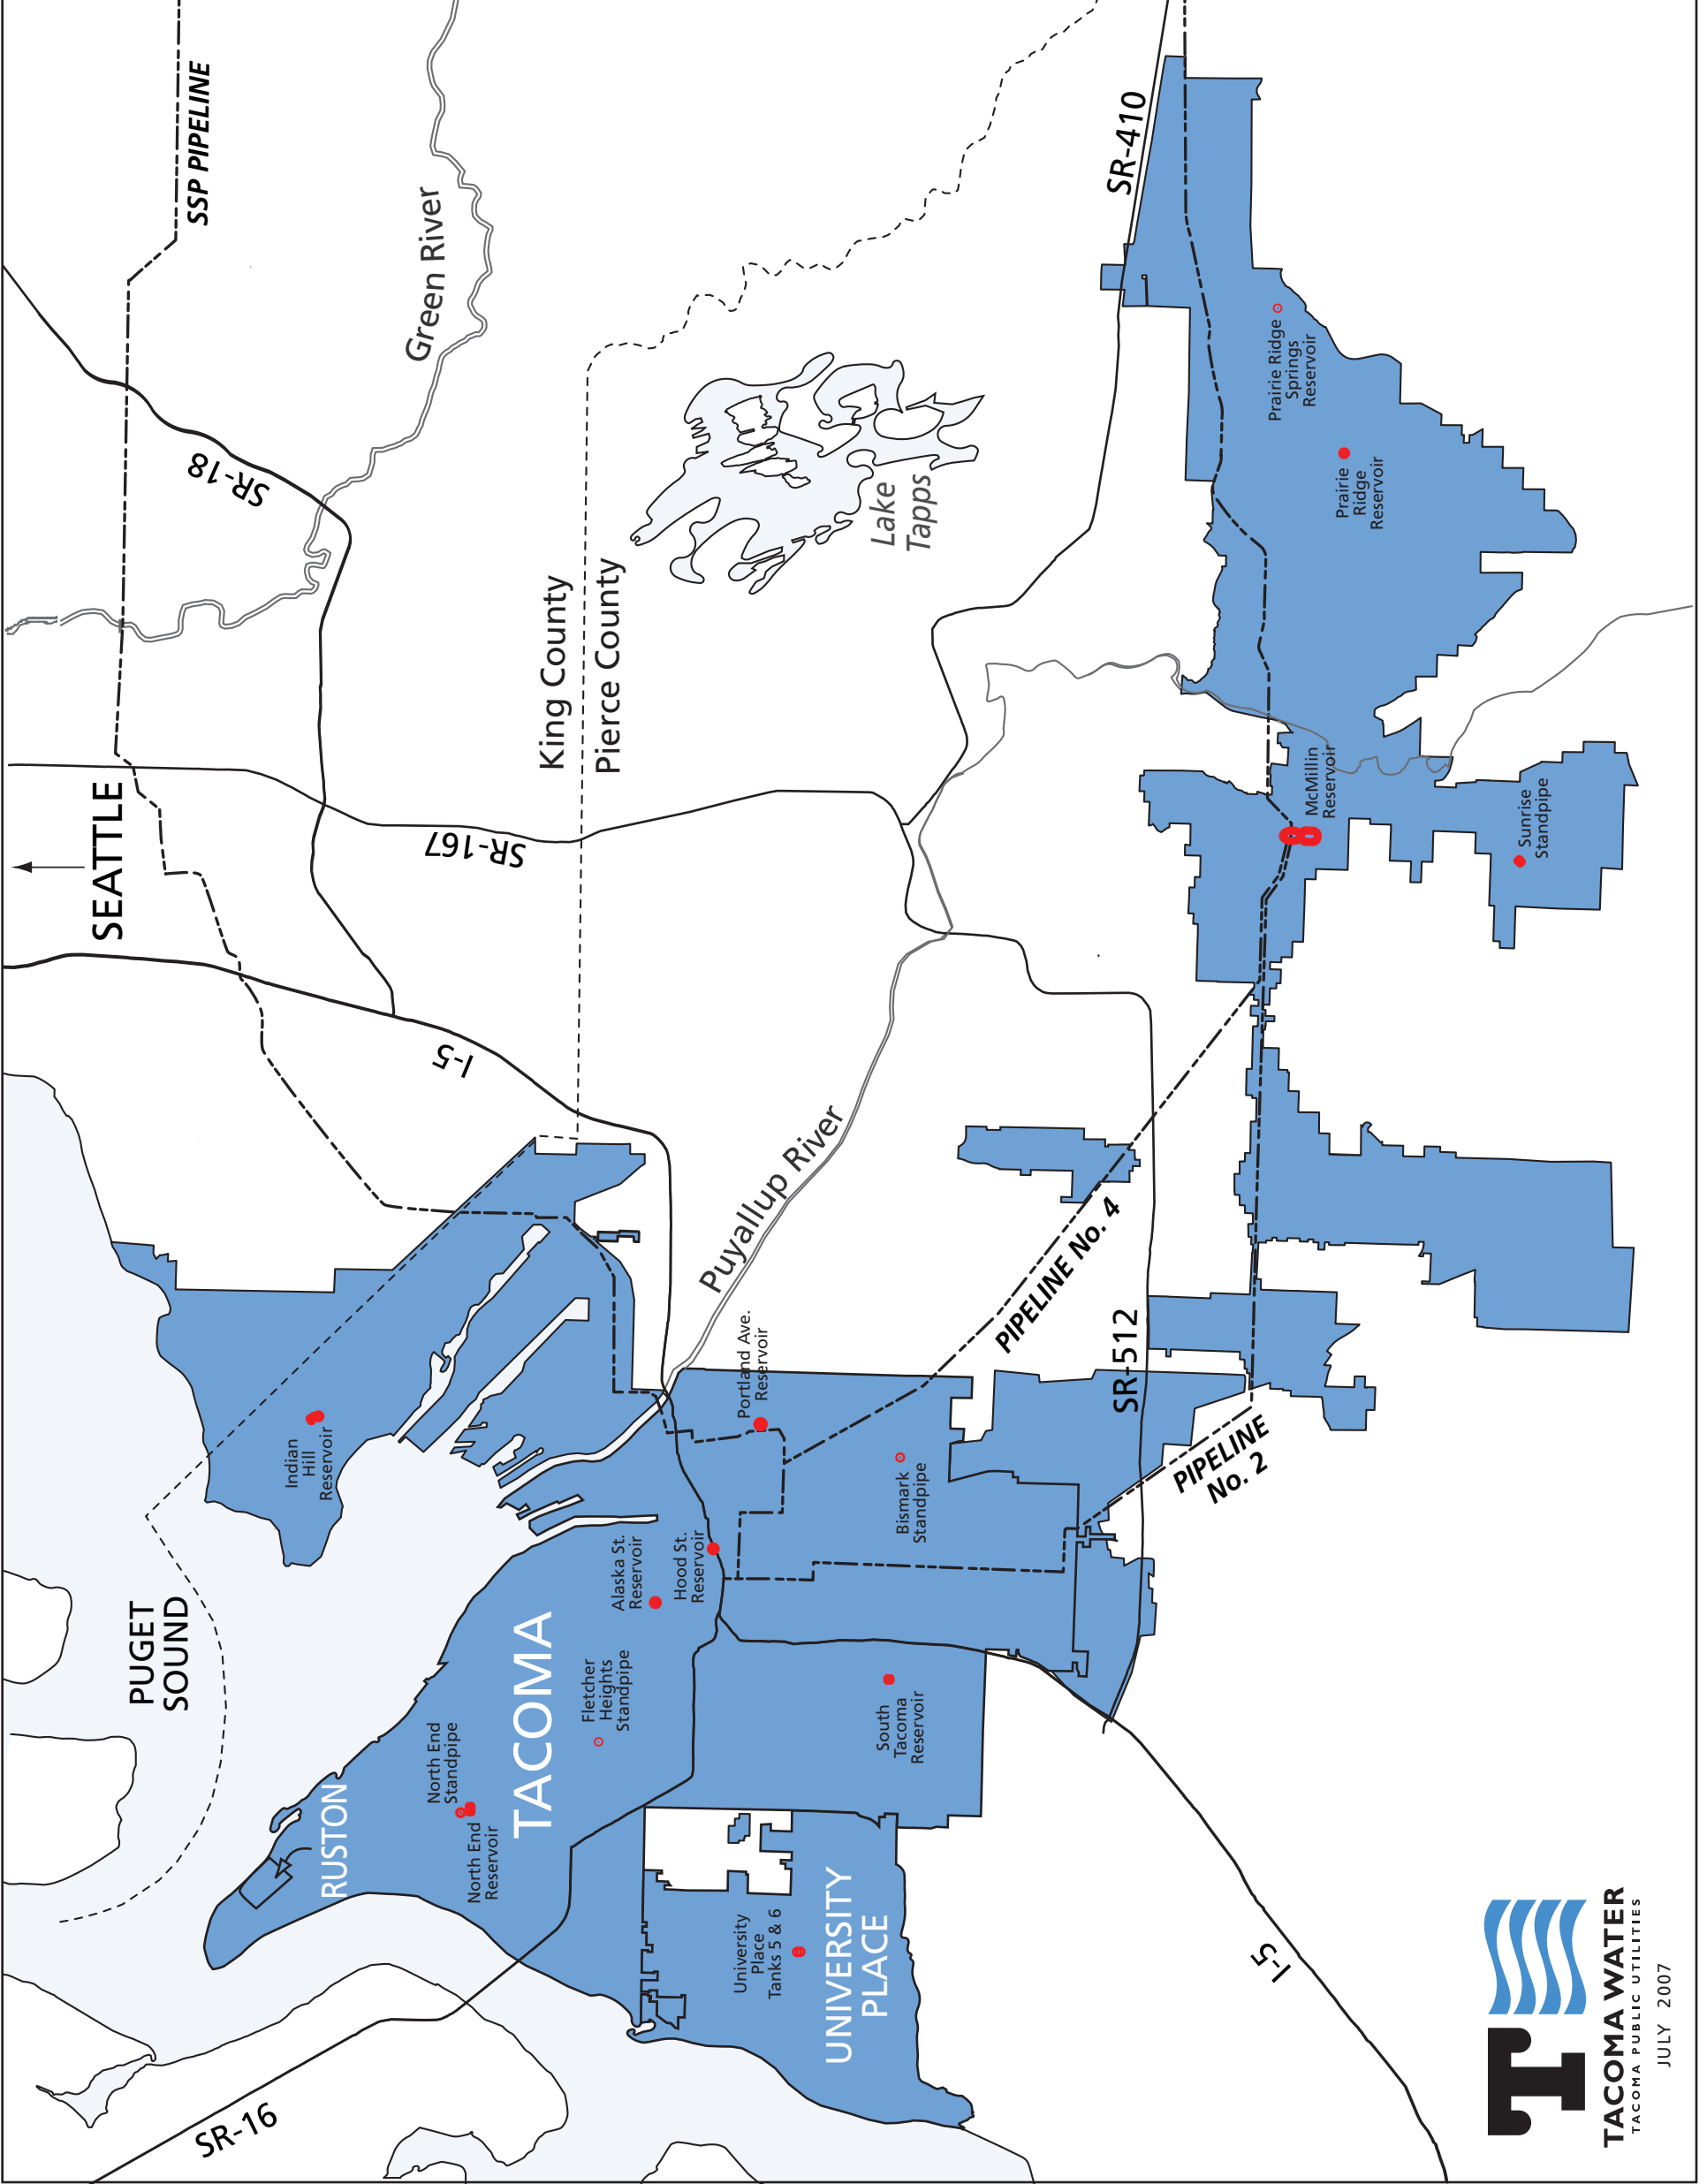 SEATTLE
SSP PIPELINE
Green River
SR-18
SR-167
I-5
King County
Pierce County
Lake
Tapps
SR-410
PUGET
SOUND
Indian
Hill
Reservoir
Puyallup River
Portland Ave.
Reservoir
PIPELINE No. 4
SR-512
PIPELINE
No. 2
RUSTON
North End
Standpipe
North End
Reservoir
TACOMA
Fletcher
Heights
Standpipe
Alaska St.
Reservoir
Hood St.
Reservoir
Bismark
Standpipe
South
Tacoma
Reservoir
University
Place
Tanks 5 & 6
UNIVERSITY
PLACE
SR-16
I-5
McMillin
Reservoir
Sunrise
Standpipe
Prairie Ridge
Springs
Reservoir
Prairie
Ridge
Reservoir
T
TACOMA WATER
TACOMA PUBLIC UTILITIES
JULY 2007